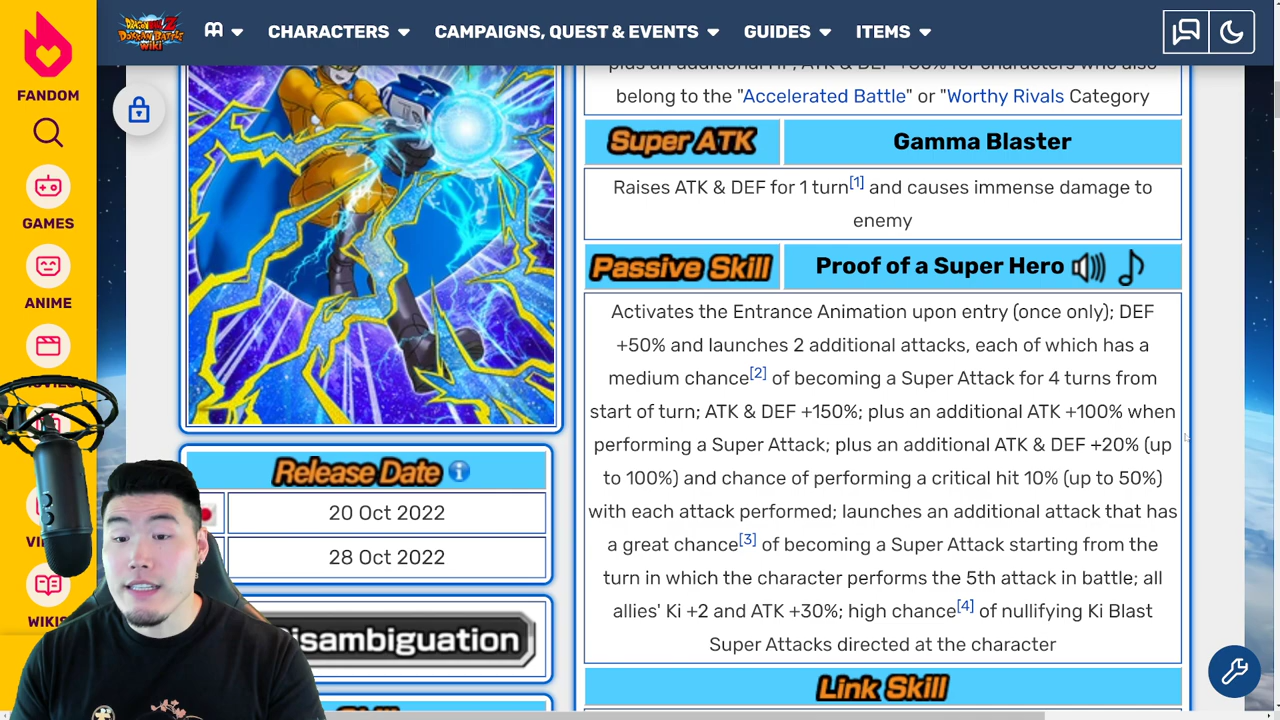 DRAGON BALL Z
DOKKAN BATTLE
WIKI
CHARACTERS
CAMPAIGNS, QUEST & EVENTS
GUIDES
ITEMS
FANDOM
GAMES
ANIME
MOVIES
WIKIS
belong to the "Accelerated Battle" or "Worthy Rivals Category
Super ATK
Gamma Blaster
Raises ATK & DEF for 1 turn[1] and causes immense damage to
enemy
Passive Skill
Proof of a Super Hero
Activates the Entrance Animation upon entry (once only); DEF
+50% and launches 2 additional attacks, each of which has a
medium chance[2] of becoming a Super Attack for 4 turns from
start of turn; ATK & DEF +150%; plus an additional ATK +100% when
performing a Super Attack; plus an additional ATK & DEF +20% (up
to 100%) and chance of performing a critical hit 10% (up to 50%)
with each attack performed; launches an additional attack that has
a great chance[3] of becoming a Super Attack starting from the
turn in which the character performs the 5th attack in battle; all
allies' Ki +2 and ATK +30%; high chance[4] of nullifying Ki Blast
Super Attacks directed at the character
Link Skill
Release Date
20 Oct 2022
28 Oct 2022
isambiguation